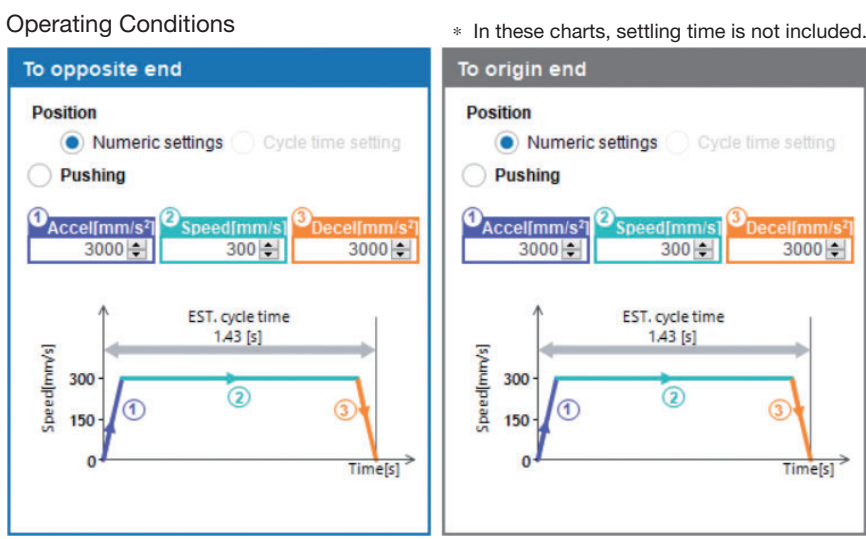 Operating Conditions
* In these charts, settling time is not included.
To opposite end
Position
Numeric settings Cycle time setting
Pushing
1 Accel[mm/s²] 2 Speed[mm/s] 3 Decel[mm/s²]
3000 300 3000
EST. cycle time
1.43 [s]
Speed[mm/s]
300
150
0
1 2 3
Time[s]
To origin end
Position
Numeric settings Cycle time setting
Pushing
1 Accel[mm/s²] 2 Speed[mm/s] 3 Decel[mm/s²]
3000 300 3000
EST. cycle time
1.43 [s]
Speed[mm/s]
300
150
0
1 2 3
Time[s]